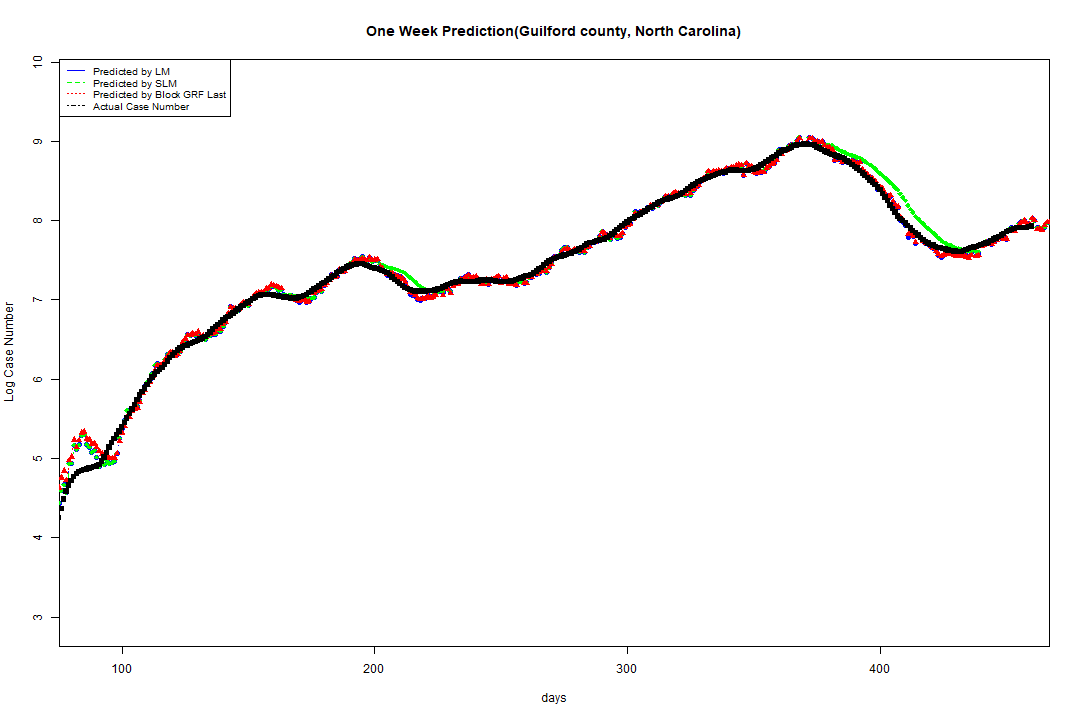 One Week Prediction(Guilford county, North Carolina)
Predicted by LM
Predicted by SLM
Predicted by Block GRF Last
Actual Case Number
10
9
8
7
6
5
4
3
Log Case Number
100
200
300
400
days